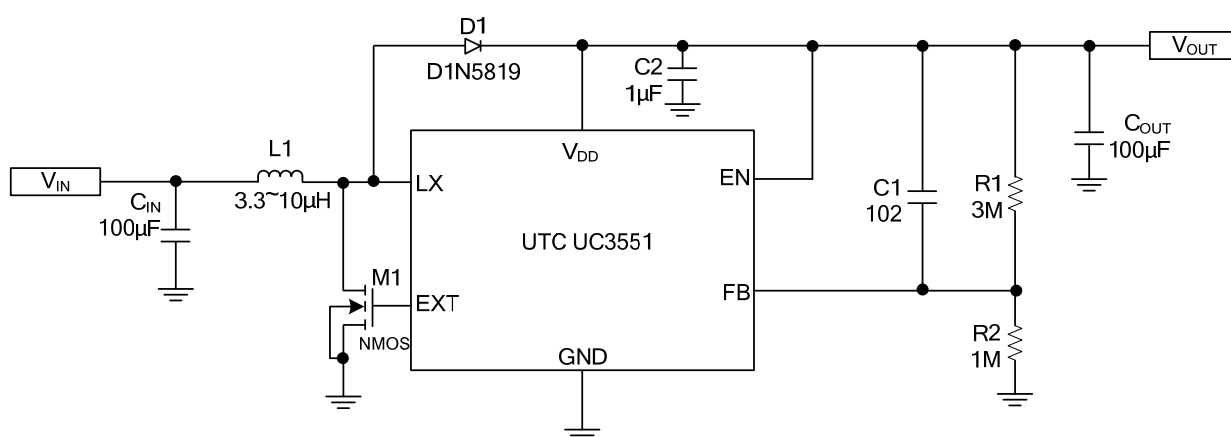 D1
D1N5819
C2
1μF
VOUT
L1
3.3~10μH
VIN
CIN
100μF
VDD
LX
EN
UTC UC3551
C1
102
R1
3M
COUT
100μF
M1
NMOS
EXT
FB
R2
1M
GND